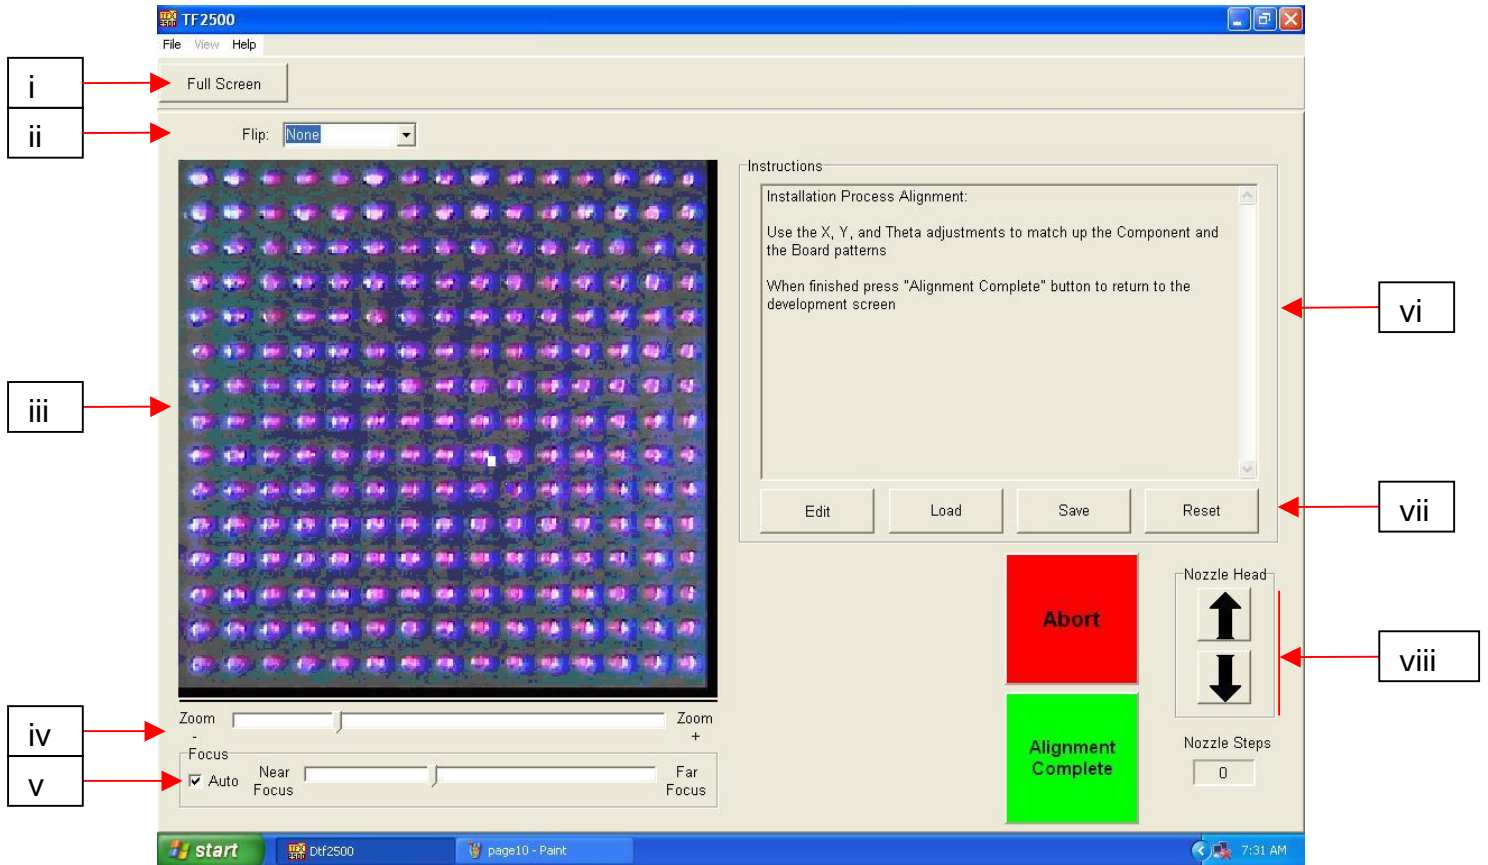 TF2500
File View Help
i
Full Screen
ii
Flip: None
Instructions
Installation Process Alignment:
Use the X, Y, and Theta adjustments to match up the Component and
the Board patterns
When finished press "Alignment Complete" button to return to the
development screen
vi
iii
Edit Load Save Reset
vii
Abort
Nozzle Head
viii
Zoom
-
Zoom
+
iv
Focus
Auto
Near
Focus
Far
Focus
v
Alignment
Complete
Nozzle Steps
0
start
Dtf2500
page10 - Paint
7:31 AM